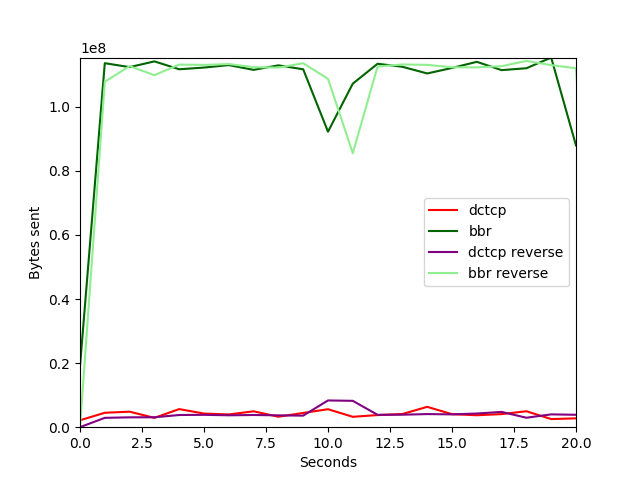 1e8
1.0
0.8
0.6
0.4
0.2
0.0
Bytes sent
dctcp
bbr
dctcp reverse
bbr reverse
0.0 2.5 5.0 7.5 10.0 12.5 15.0 17.5 20.0
Seconds